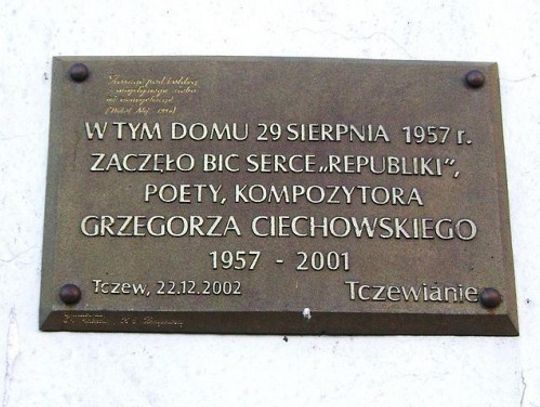 W TYM DOMU 29 SIERPNIA 1957 r.
ZACZĘŁO BIC SERCE „REPUBLIKI”,
POETY, KOMPOZYTORA
GRZEGORZA CIECHOWSKIEGO
1957 - 2001
Tczew, 22.12.2002 Tczewianie